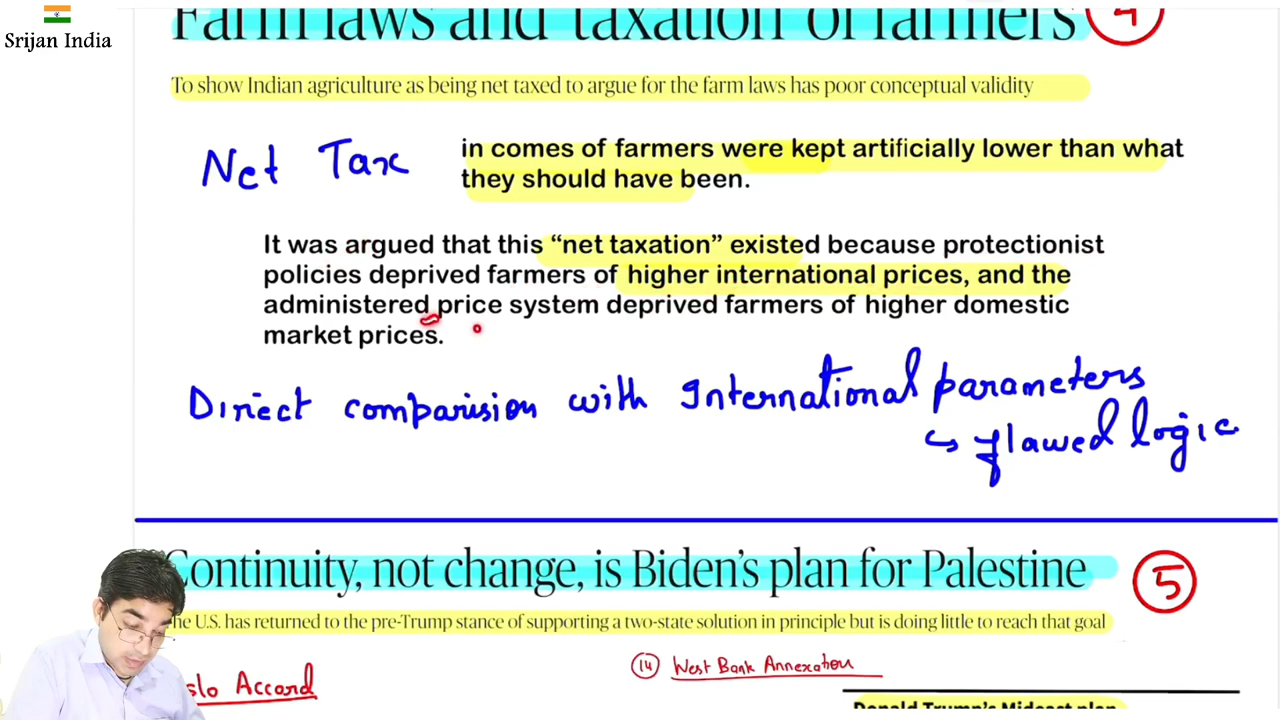 Srijan India
Farm laws and taxation of farmers
4
To show Indian agriculture as being net taxed to argue for the farm laws has poor conceptual validity
Net Tax
in comes of farmers were kept artificially lower than what
they should have been.
It was argued that this “net taxation” existed because protectionist
policies deprived farmers of higher international prices, and the
administered price system deprived farmers of higher domestic
market prices.
Direct comparision with International parameters
↳ flawed logic
Continuity, not change, is Biden’s plan for Palestine
5
he U.S. has returned to the pre-Trump stance of supporting a two-state solution in principle but is doing little to reach that goal
14 West Bank Annexation
slo Accord
Donald Trump’s Mideast plan